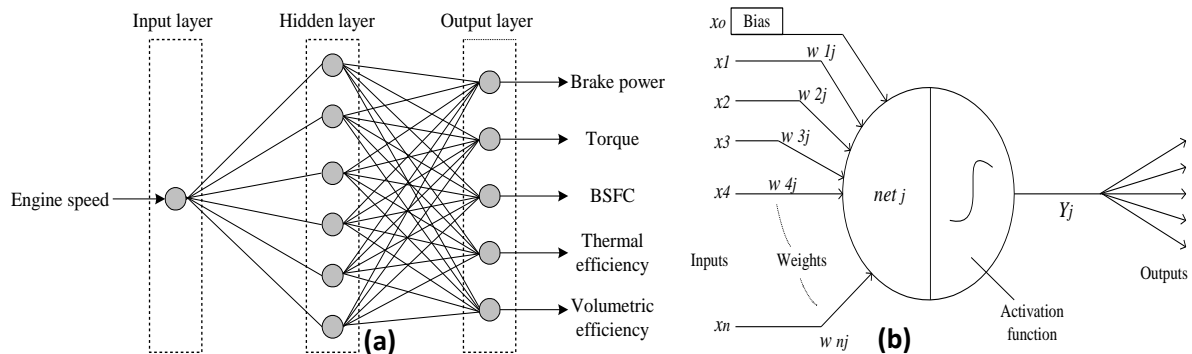 Input layer
Hidden layer
Output layer
Engine speed
Brake power
Torque
BSFC
Thermal
efficiency
Volumetric
efficiency
(a)
xo
Bias
x1
w 1j
x2
w 2j
x3
w 3j
x4
w 4j
net j
Yj
Inputs
Weights
Outputs
Activation
function
xn
w nj
(b)